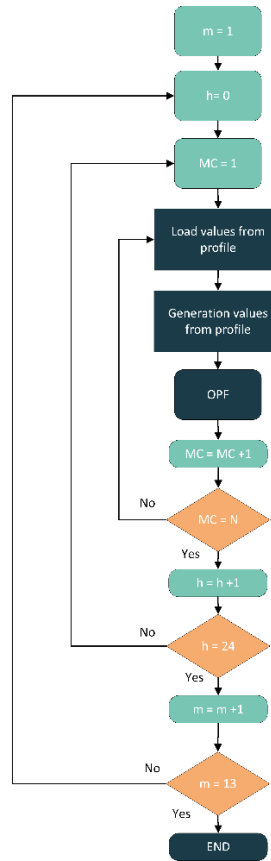 m = 1
h= 0
MC = 1
Load values from
profile
Generation values
from profile
OPF
MC = MC +1
No
MC = N
Yes
h = h +1
No
h = 24
Yes
m = m +1
No
m = 13
Yes
END